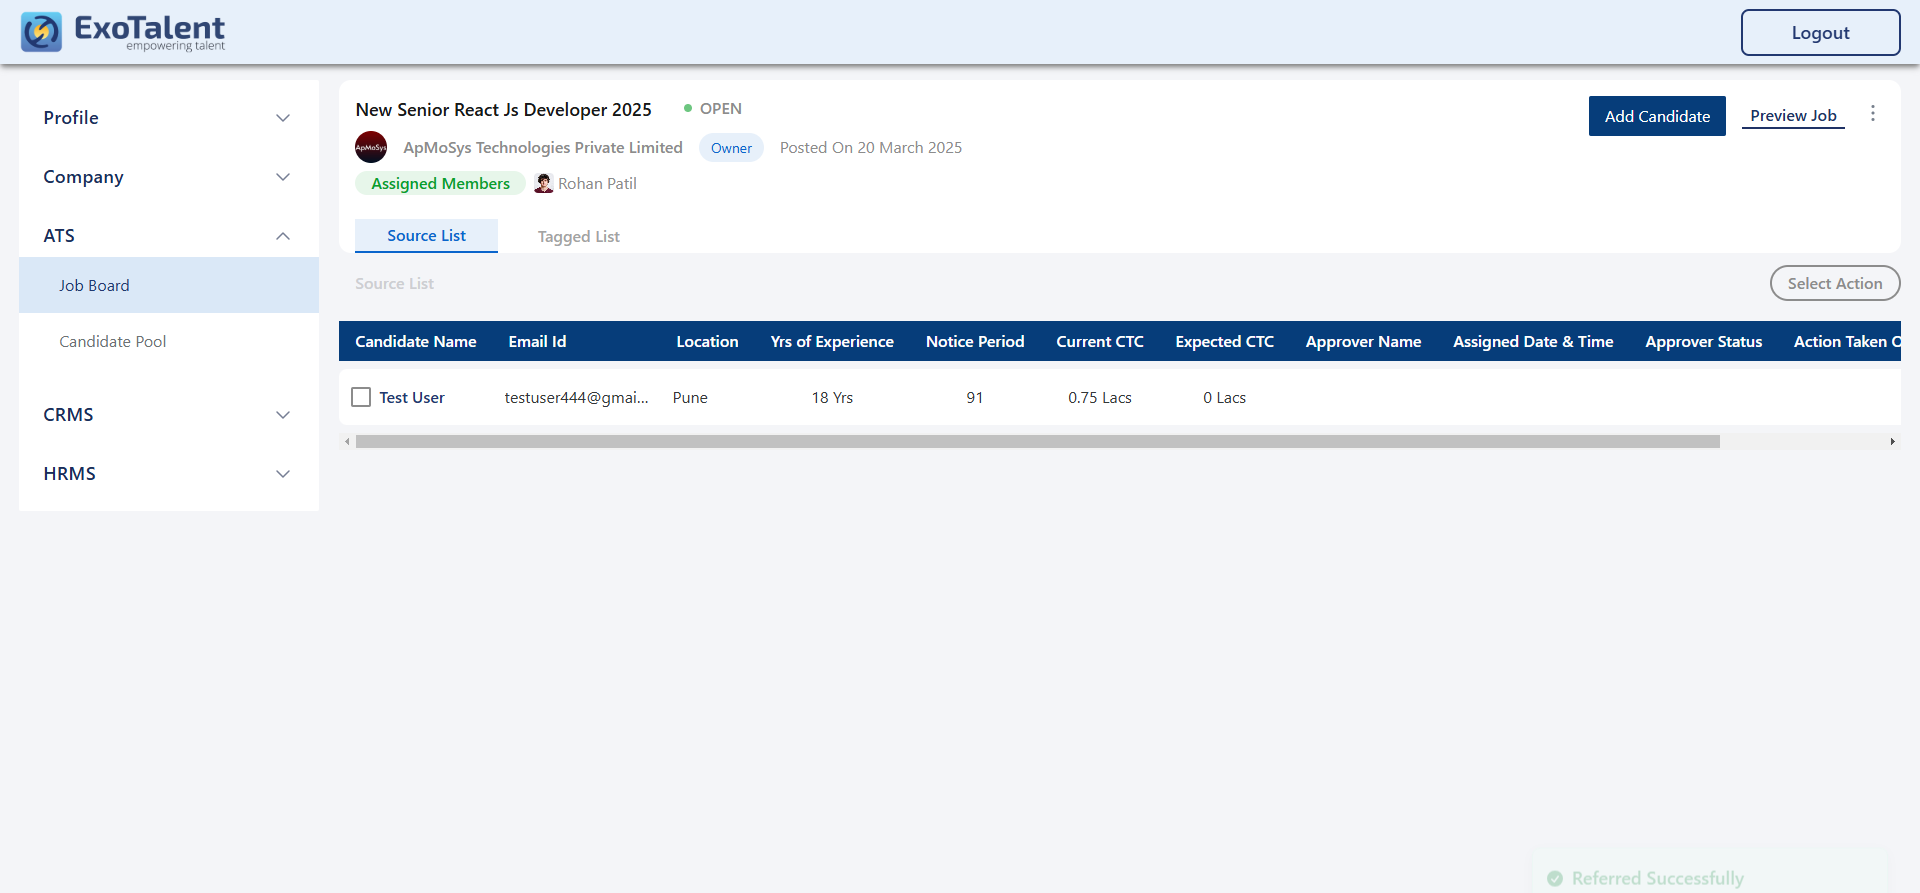 ExoTalent
empowering talent
Logout
Profile
Company
ATS
Job Board
Candidate Pool
CRMS
HRMS
New Senior React Js Developer 2025
OPEN
Add Candidate
Preview Job
ApMoSys
ApMoSys Technologies Private Limited
Owner
Posted On 20 March 2025
Assigned Members
Rohan Patil
Source List
Tagged List
Source List
Select Action
Candidate Name Email Id Location Yrs of Experience Notice Period Current CTC Expected CTC Approver Name Assigned Date & Time Approver Status Action Taken O
Test User testuser444@gmai... Pune 18 Yrs 91 0.75 Lacs 0 Lacs
Referred Successfully